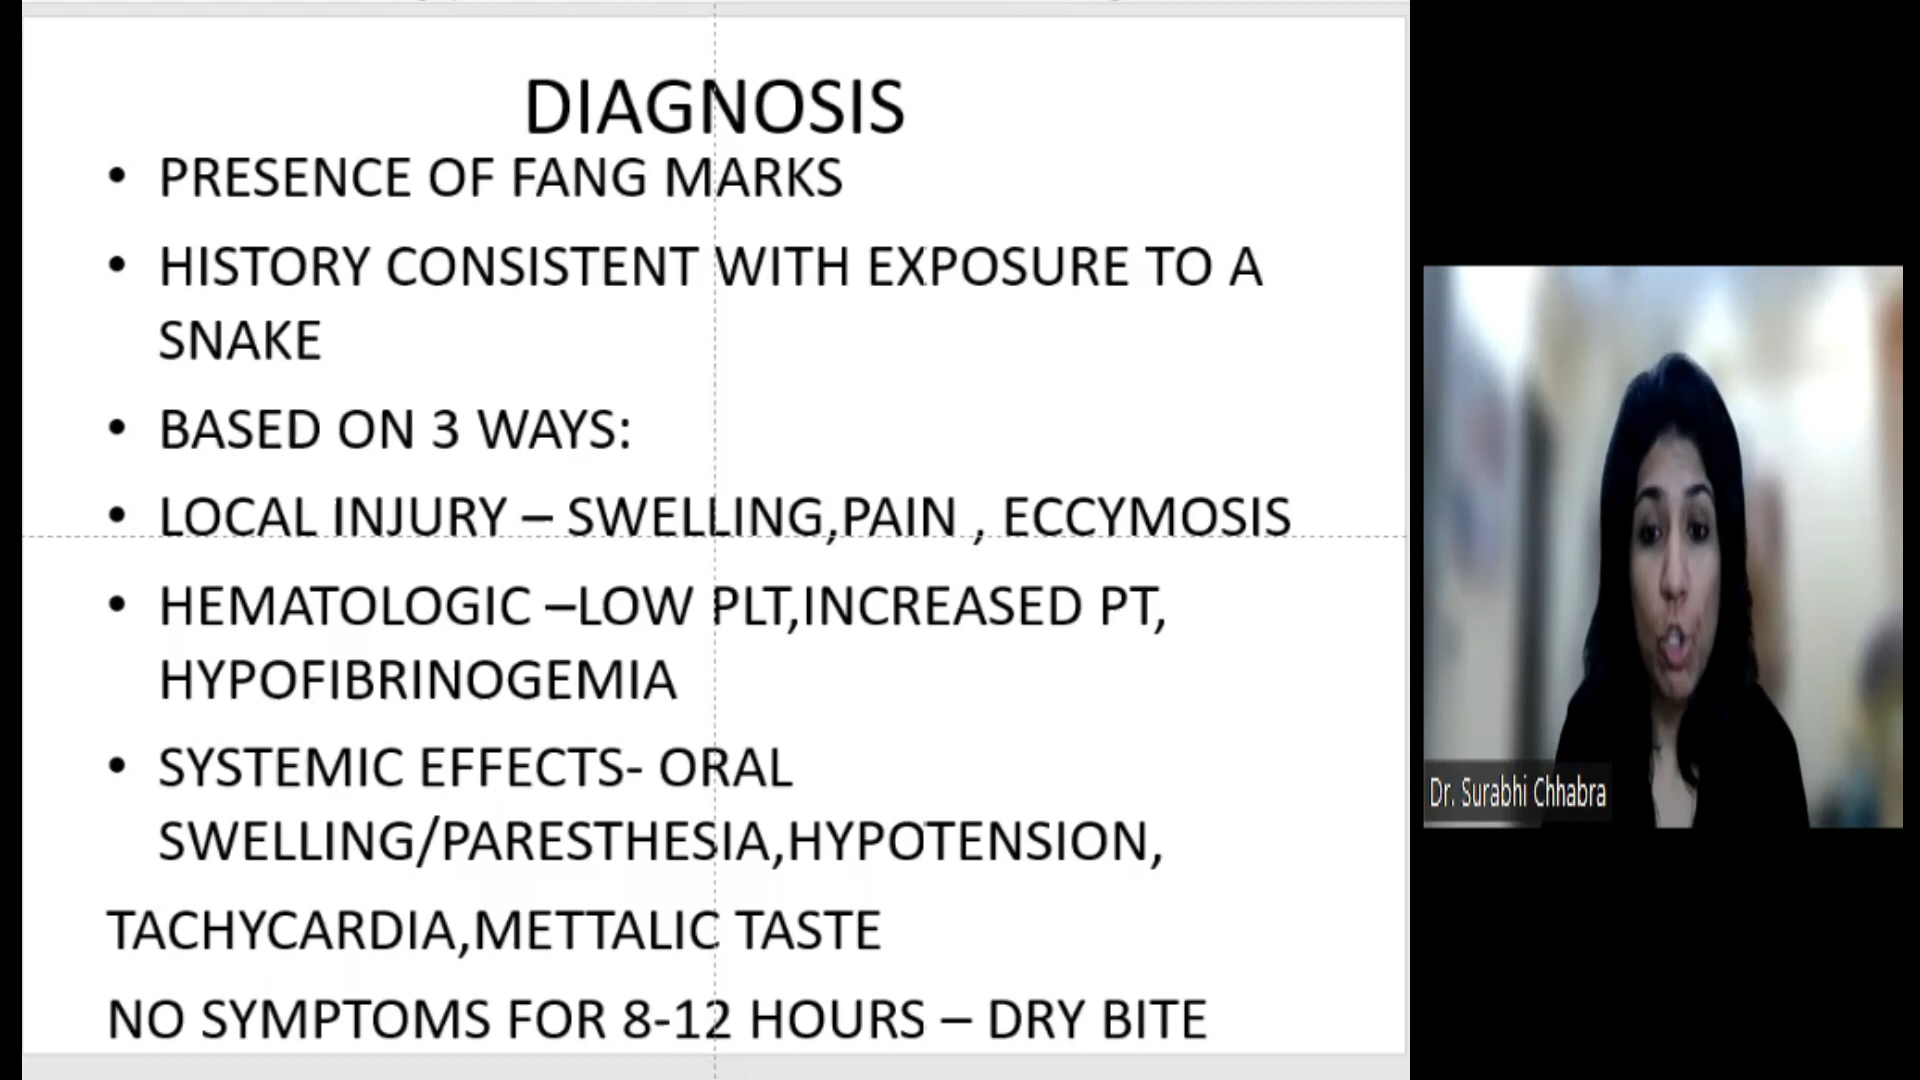 DIAGNOSIS
• PRESENCE OF FANG MARKS
• HISTORY CONSISTENT WITH EXPOSURE TO A
SNAKE
• BASED ON 3 WAYS:
• LOCAL INJURY – SWELLING,PAIN , ECCYMOSIS
• HEMATOLOGIC –LOW PLT,INCREASED PT,
HYPOFIBRINOGEMIA
• SYSTEMIC EFFECTS- ORAL
SWELLING/PARESTHESIA,HYPOTENSION,
TACHYCARDIA,METTALIC TASTE
NO SYMPTOMS FOR 8-12 HOURS – DRY BITE
Dr. Surabhi Chhabra